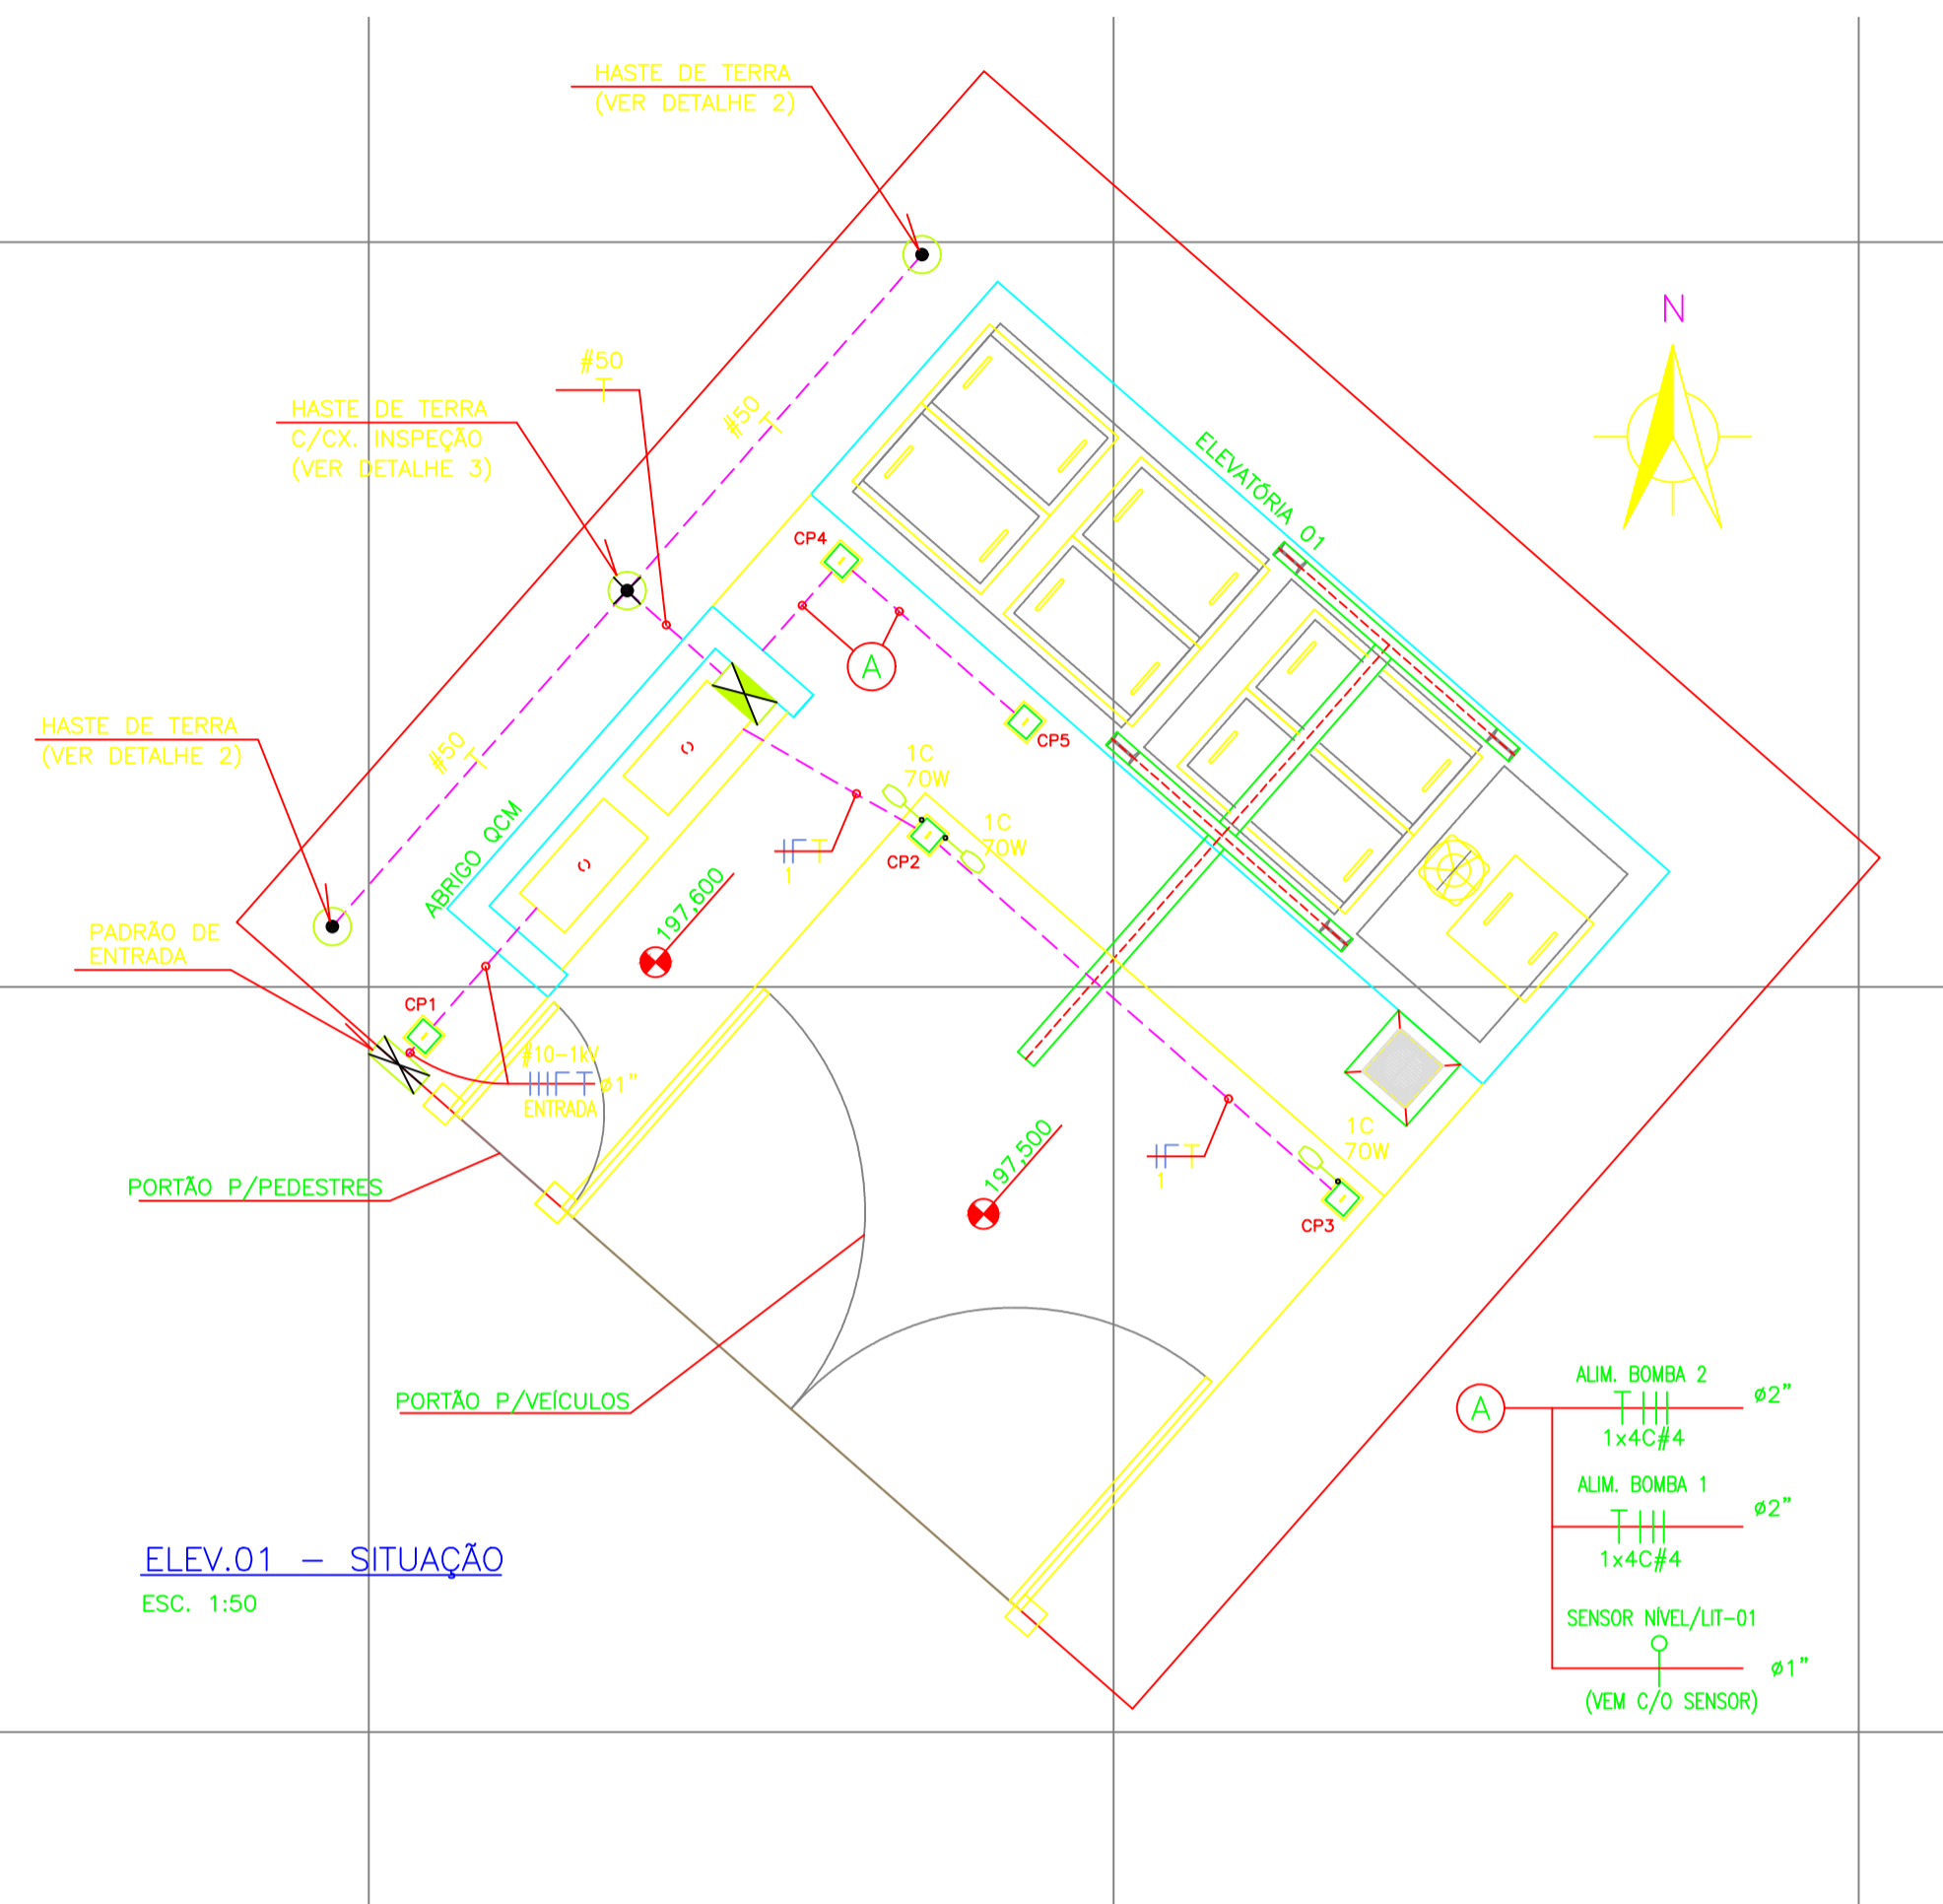 HASTE DE TERRA
(VER DETALHE 2)
N
#50
T
HASTE DE TERRA
C/CX. INSPEÇÃO
(VER DETALHE 3)
#50
T
ELEVATÓRIA 01
CP4
A
HASTE DE TERRA
(VER DETALHE 2)
#50
T
CP5
1C
70W
1C
70W
CP2
T
1
ABRIGO QCM
197,600
PADRÃO DE
ENTRADA
CP1
#10-1kV
T
ø1"
ENTRADA
PORTÃO P/PEDESTRES
197,500
1C
70W
T
1
CP3
PORTÃO P/VEÍCULOS
ALIM. BOMBA 2
A
T
ø2"
1x4C#4
ALIM. BOMBA 1
T
ø2"
1x4C#4
ELEV.01 - SITUAÇÃO
ESC. 1:50
SENSOR NÍVEL/LIT-01
ø1"
(VEM C/O SENSOR)